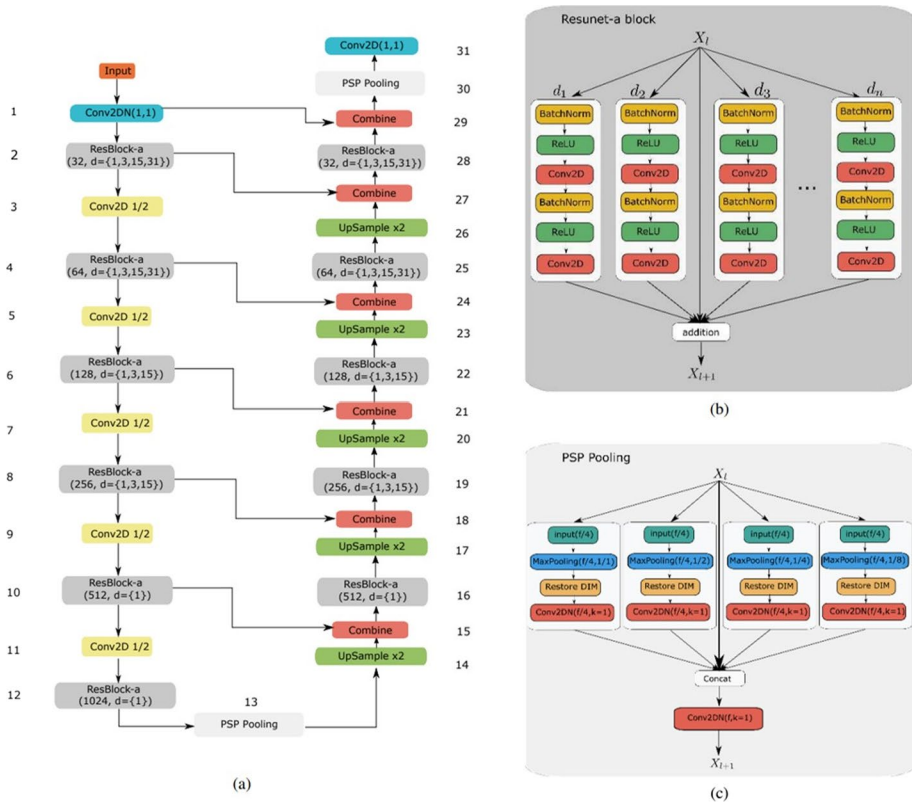 Input
1
Conv2DN(1,1)
2
ResBlock-a
(32, d={1,3,15,31})
3
Conv2D 1/2
4
ResBlock-a
(64, d={1,3,15,31})
5
Conv2D 1/2
6
ResBlock-a
(128, d={1,3,15})
7
Conv2D 1/2
8
ResBlock-a
(256, d={1,3,15})
9
Conv2D 1/2
10
ResBlock-a
(512, d={1})
11
Conv2D 1/2
12
ResBlock-a
(1024, d={1})
13
PSP Pooling
Conv2D(1,1)
31
PSP Pooling
30
Combine
29
ResBlock-a
(32, d={1,3,15,31})
28
Combine
27
UpSample x2
26
ResBlock-a
(64, d={1,3,15,31})
25
Combine
24
UpSample x2
23
ResBlock-a
(128, d={1,3,15})
22
Combine
21
UpSample x2
20
ResBlock-a
(256, d={1,3,15})
19
Combine
18
UpSample x2
17
ResBlock-a
(512, d={1})
16
Combine
15
UpSample x2
14
(a)
Resunet-a block
X_l
d_1 d_2 d_3 d_n
BatchNorm BatchNorm BatchNorm BatchNorm
ReLU ReLU ReLU ReLU
Conv2D Conv2D Conv2D Conv2D
...
BatchNorm BatchNorm BatchNorm BatchNorm
ReLU ReLU ReLU ReLU
Conv2D Conv2D Conv2D Conv2D
addition
X_{l+1}
(b)
PSP Pooling
X_l
input(f/4) input(f/4) input(f/4) input(f/4)
MaxPooling(f/4,1/1) MaxPooling(f/4,1/2) MaxPooling(f/4,1/4) MaxPooling(f/4,1/8)
Restore DIM Restore DIM Restore DIM Restore DIM
Conv2DN(f/4,k=1) Conv2DN(f/4,k=1) Conv2DN(f/4,k=1) Conv2DN(f/4,k=1)
Concat
Conv2DN(f,k=1)
X_{l+1}
(c)